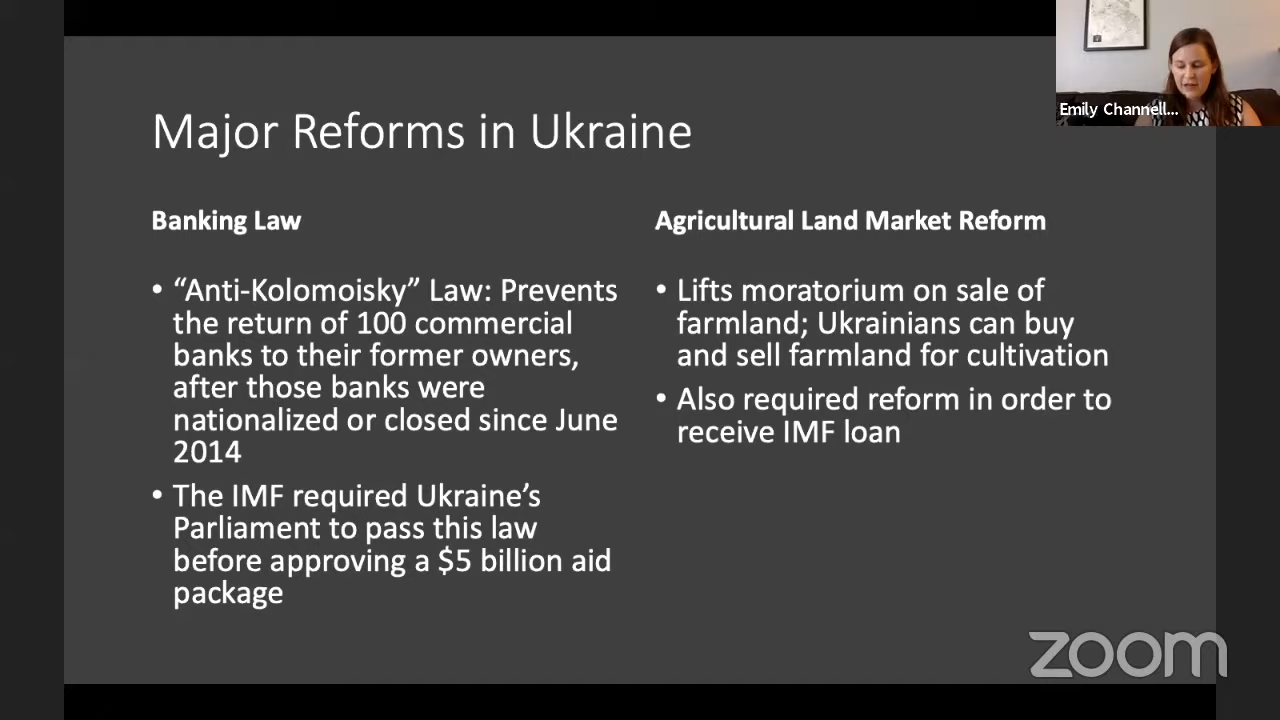 Major Reforms in Ukraine
Banking Law
• “Anti-Kolomoisky” Law: Prevents
the return of 100 commercial
banks to their former owners,
after those banks were
nationalized or closed since June
2014
• The IMF required Ukraine’s
Parliament to pass this law
before approving a $5 billion aid
package
Agricultural Land Market Reform
• Lifts moratorium on sale of
farmland; Ukrainians can buy
and sell farmland for cultivation
• Also required reform in order to
receive IMF loan
Emily Channell...
zoom